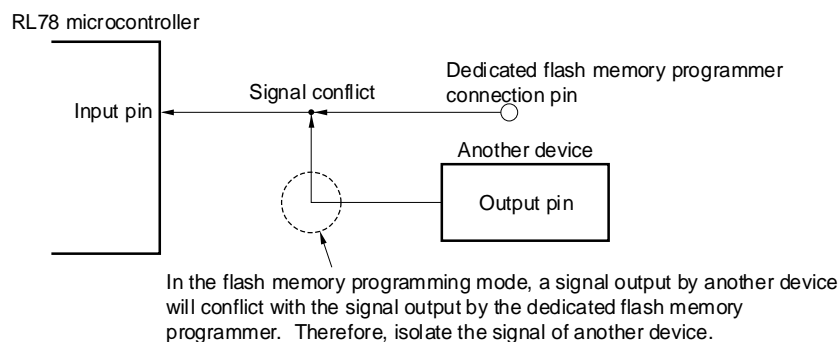 RL78 microcontroller
Dedicated flash memory programmer
connection pin
Signal conflict
Input pin
Another device
Output pin
In the flash memory programming mode, a signal output by another device
will conflict with the signal output by the dedicated flash memory
programmer.  Therefore, isolate the signal of another device.